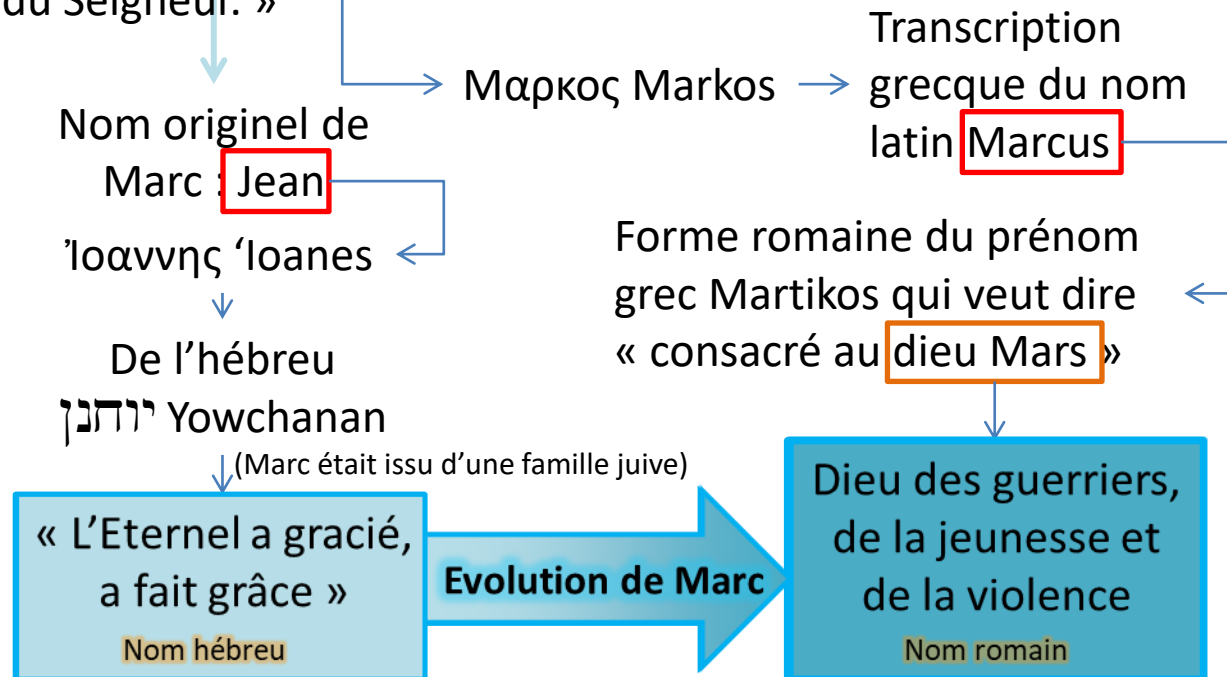 du Seigneur. »
Nom originel de
Marc : Jean
Ἰοαννης ‘Ioanes
De l’hébreu
יוחנן Yowchanan
(Marc était issu d’une famille juive)
« L’Eternel a gracié,
a fait grâce »
Nom hébreu
Evolution de Marc
Μαρκος Markos
Transcription
grecque du nom
latin Marcus
Forme romaine du prénom
grec Martikos qui veut dire
« consacré au dieu Mars »
Dieu des guerriers,
de la jeunesse et
de la violence
Nom romain